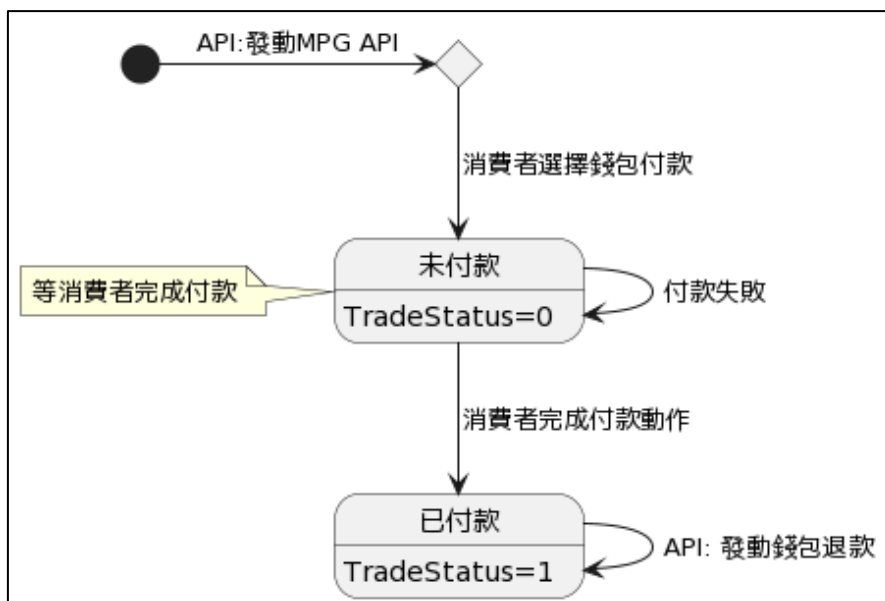 API:發動MPG API
消費者選擇錢包付款
未付款
等消費者完成付款
付款失敗
TradeStatus=0
消費者完成付款動作
已付款
API: 發動錢包退款
TradeStatus=1